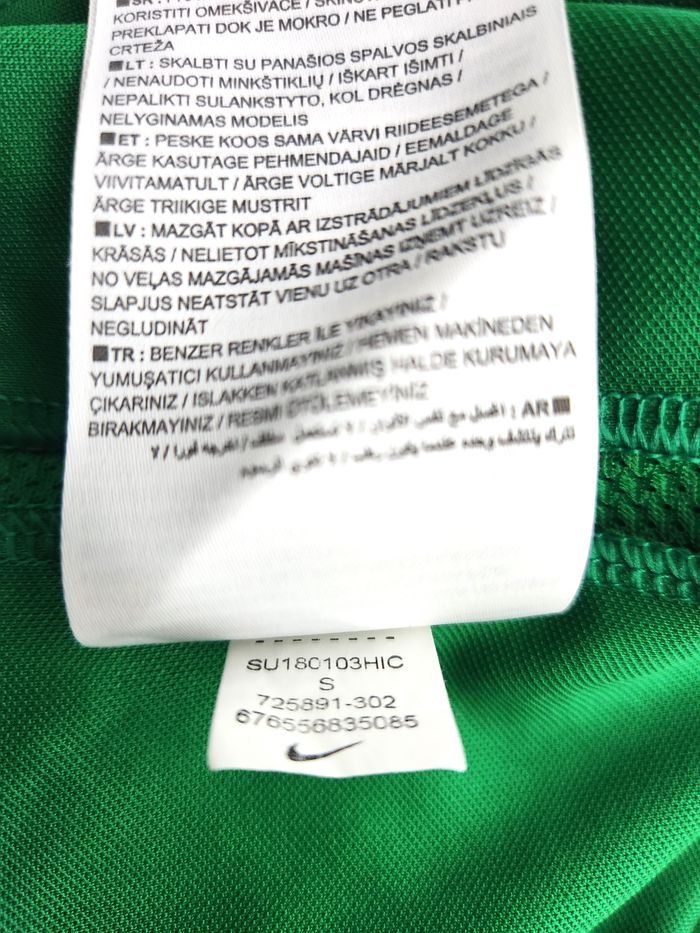 KORISTITI OMEKŠIVAČE /
PREKLAPATI DOK JE MOKRO / NE PEGLATI
CRTEŽA
LT : SKALBTI SU PANAŠIOS SPALVOS SKALBINIAIS
/ NENAUDOTI MINKŠTIKLIŲ / IŠKART IŠIMTI /
NEPALIKTI SULANKSTYTO, KOL DRĖGNAS /
NELYGINAMAS MODELIS
ET : PESKE KOOS SAMA VÄRVI RIIDEESEMETEGA /
ÄRGE KASUTAGE PEHMENDAJAID / EEMALDAGE
VIIVITAMATULT / ÄRGE VOLTIGE MÄRJALT KOKKU /
ÄRGE TRIIKIGE MUSTRIT
LV : MAZGĀT KOPĀ AR IZSTRĀDĀJUMIEM LĪDZĪGĀS
KRĀSĀS / NELIETOT MĪKSTINĀŠANAS LĪDZEKĻUS /
NO VEĻAS MAZGĀJAMĀS MAŠĪNAS IZŅEMT UZREIZ /
SLAPJUS NEATSTĀT VIENU UZ OTRA / RAKSTU
NEGLUDINĀT
TR : BENZER RENKLER İLE YIKAYINIZ /
YUMUŞATICI KULLANMAYINIZ / HEMEN MAKİNEDEN
ÇIKARINIZ / ISLAKKEN KATLANMIŞ HALDE KURUMAYA
BIRAKMAYINIZ / RESMİ ÜTÜLEMEYİNİZ
AR : اغسل مع نفس الألوان /
SU180103HIC
S
725891-302
676556835085